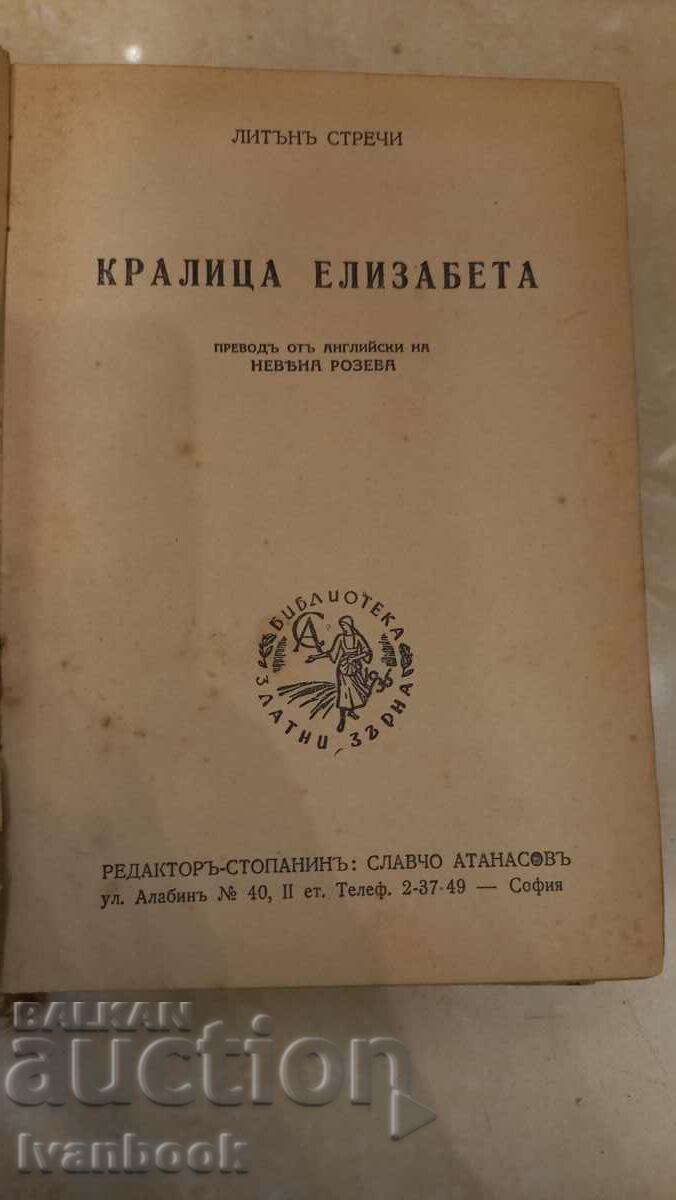 ЛИТЪНЪ СТРЕЧИ
КРАЛИЦА ЕЛИЗАБЕТА
ПРЕВОДЪ ОТЪ АНГЛИЙСКИ НА
НЕВѢНА РОЗЕВА
БИБЛИОТЕКА
СА
ЗЛАТНИ ЗЪРНА
РЕДАКТОРЪ-СТОПАНИНЪ: СЛАВЧО АТАНАСОВЪ
ул. Алабинъ № 40, II ет. Телеф. 2-37-49 — София
BALKAN
auction
Ivanbook